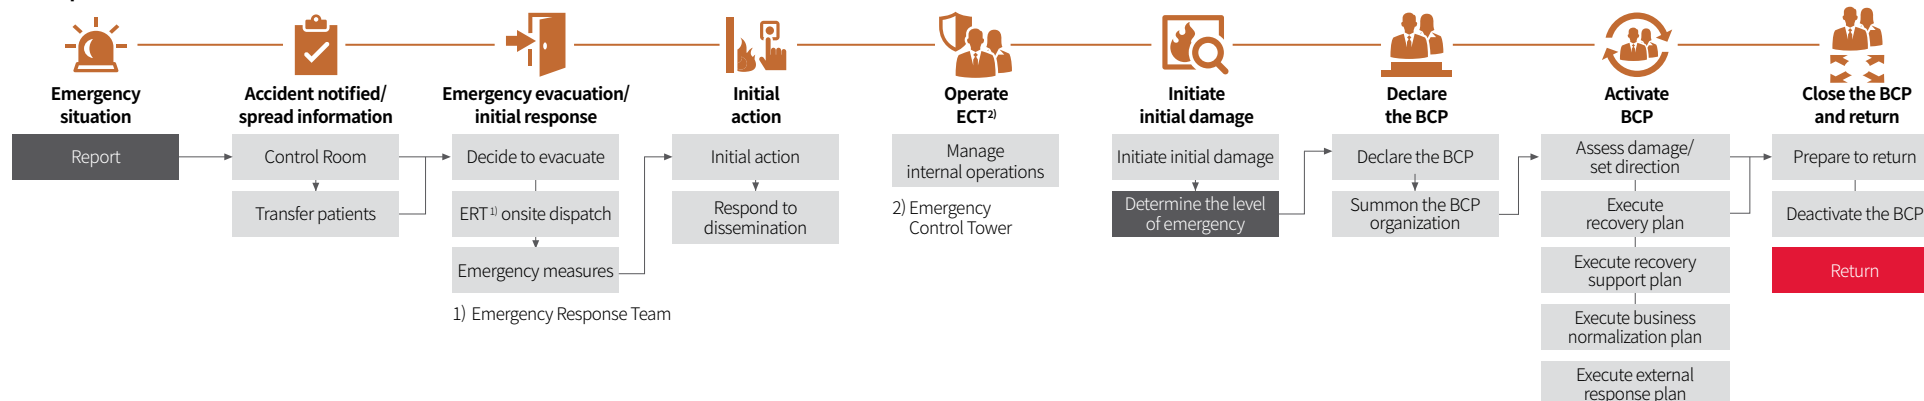 Emergency
situation
Report
Accident notified/
spread information
Control Room
Transfer patients
Emergency evacuation/
initial response
Decide to evacuate
ERT 1) onsite dispatch
Emergency measures
1) Emergency Response Team
Initial
action
Initial action
Respond to
dissemination
Operate
ECT2)
Manage
internal operations
2) Emergency
Control Tower
Initiate
initial damage
Initiate initial damage
Determine the level
of emergency
Declare
the BCP
Declare the BCP
Summon the BCP
organization
Activate
BCP
Assess damage/
set direction
Execute
recovery plan
Execute recovery
support plan
Execute business
normalization plan
Execute external
response plan
Close the BCP
and return
Prepare to return
Deactivate the BCP
Return